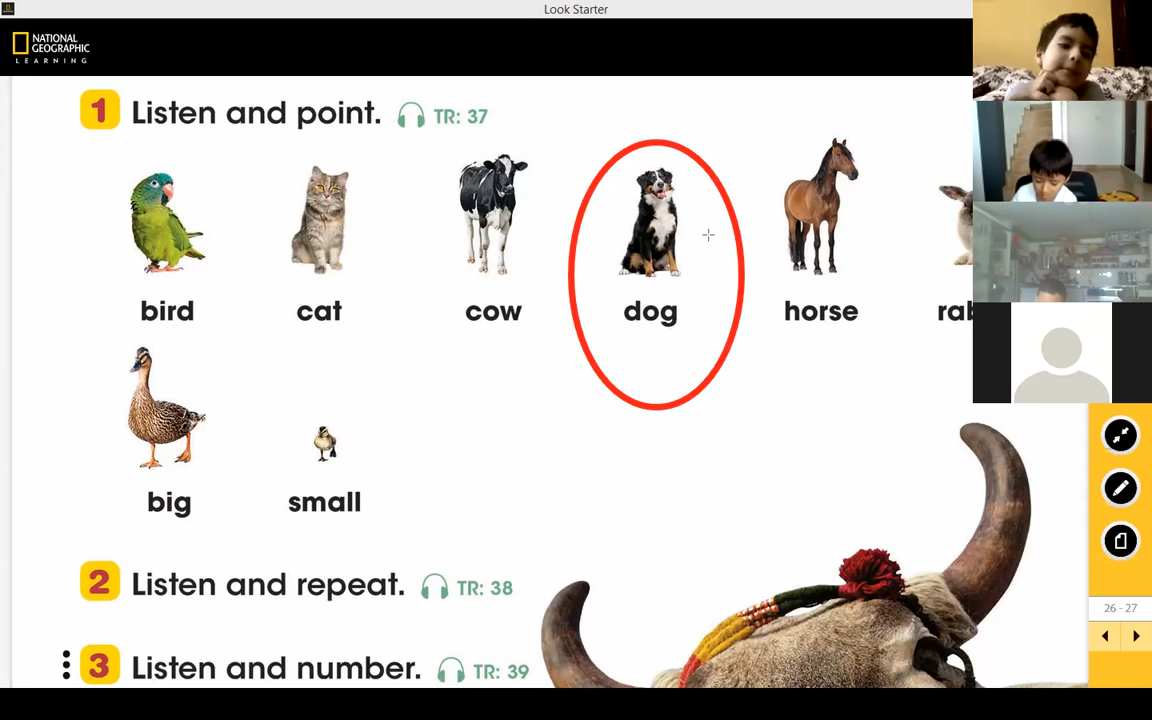 Look Starter
NATIONAL
GEOGRAPHIC
LEARNING
1 Listen and point. TR: 37
bird cat cow dog horse
big small
2 Listen and repeat. TR: 38
3 Listen and number. TR: 39
26 - 27